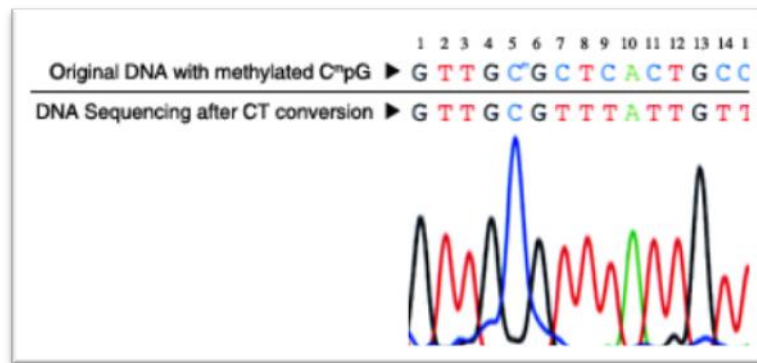 1 2 3 4 5 6 7 8 9 10 11 12 13 14 1
Original DNA with methylated CᵐpG ▶ G T T G Cᵐ G C T C A C T G C C
DNA Sequencing after CT conversion ▶ G T T G C G T T T A T T G T T